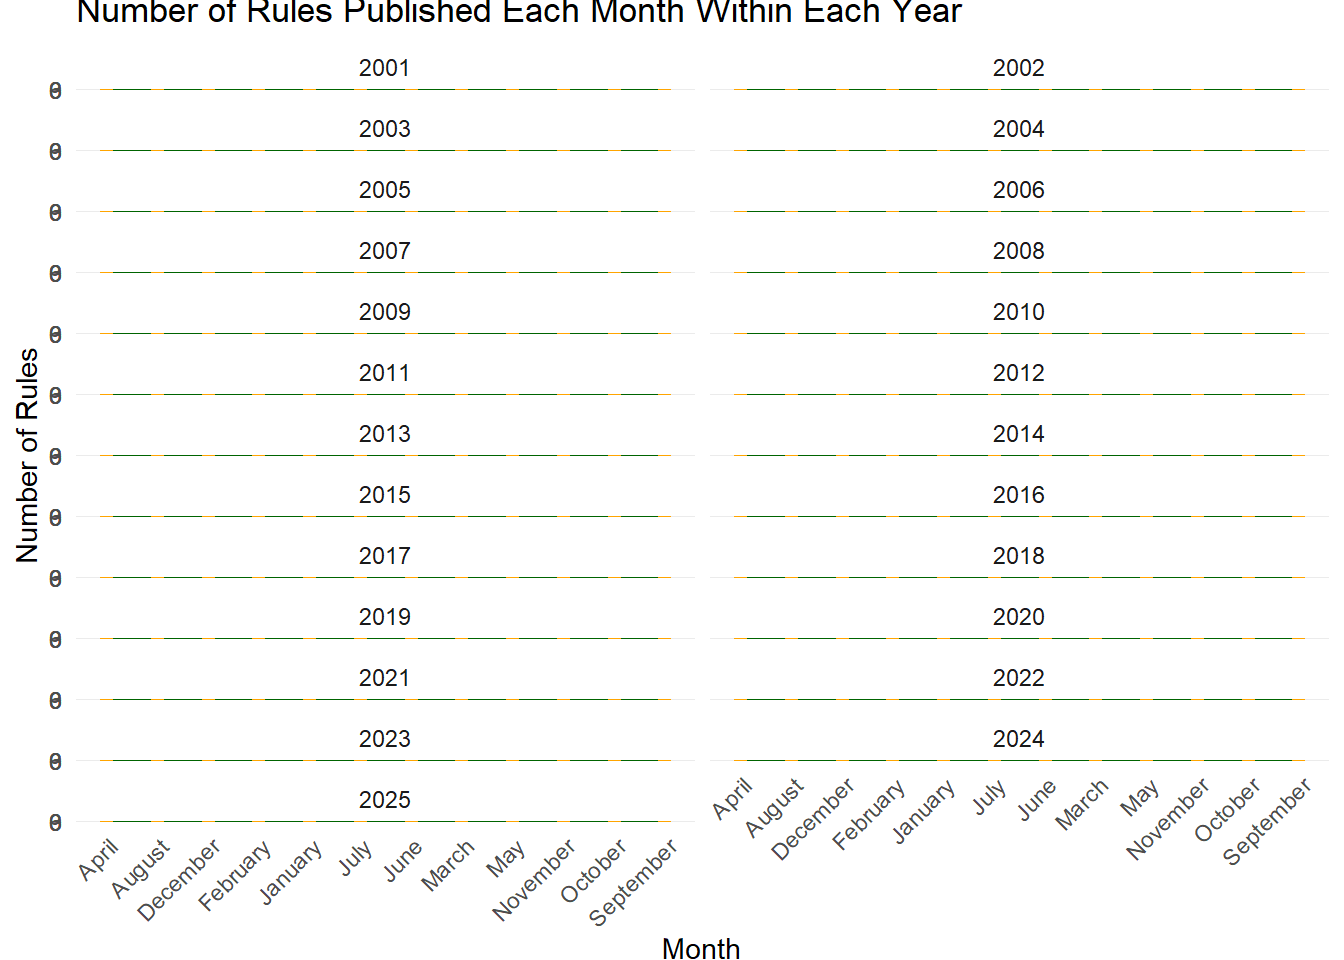 Number of Rules Published Each Month Within Each Year
2001 2002
2003 2004
2005 2006
2007 2008
2009 2010
2011 2012
2013 2014
2015 2016
2017 2018
2019 2020
2021 2022
2023 2024
2025
Number of Rules
April August December February January July June March May November October September
April August December February January July June March May November October September
Month